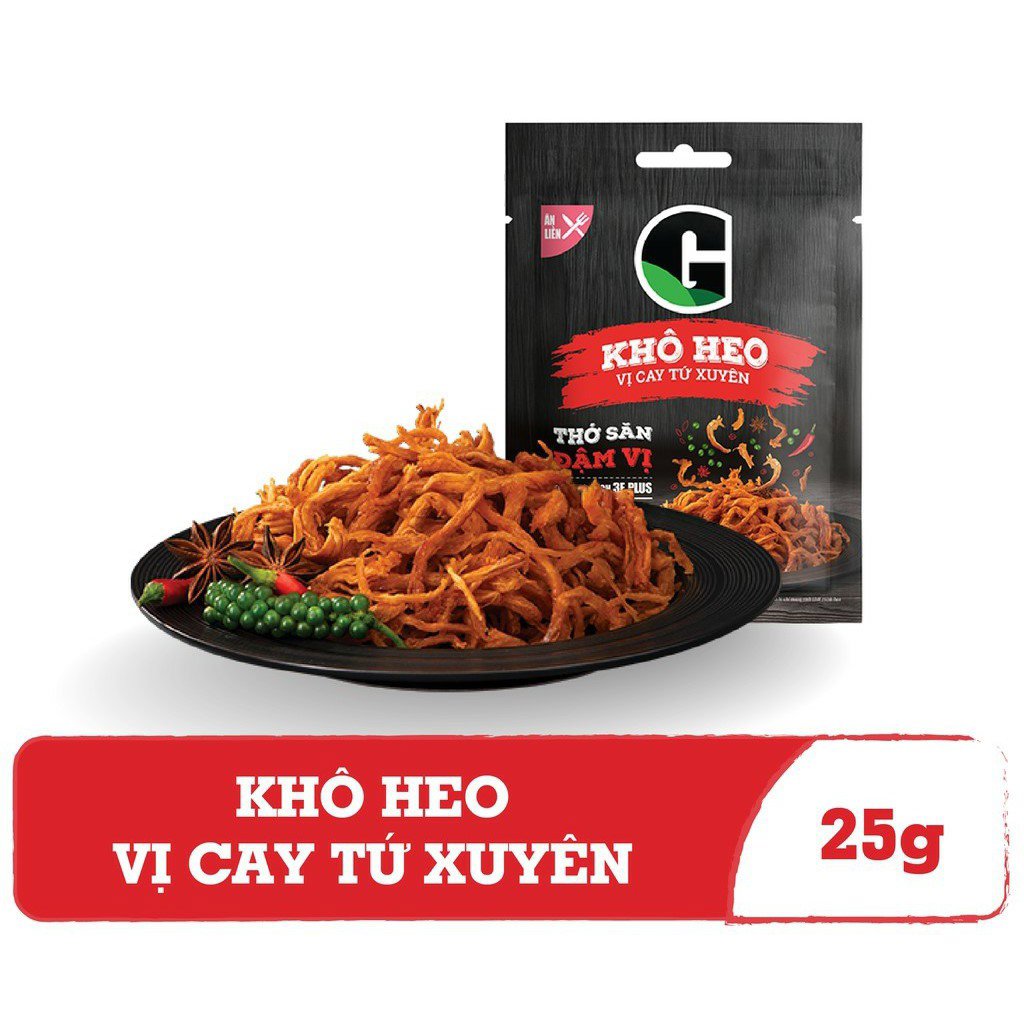 ĂN
LIỀN
G
KHÔ HEO
VỊ CAY TỨ XUYÊN
THỚ SĂN
ĐẬM VỊ
3F PLUS
KHÔ HEO
VỊ CAY TỨ XUYÊN
25g